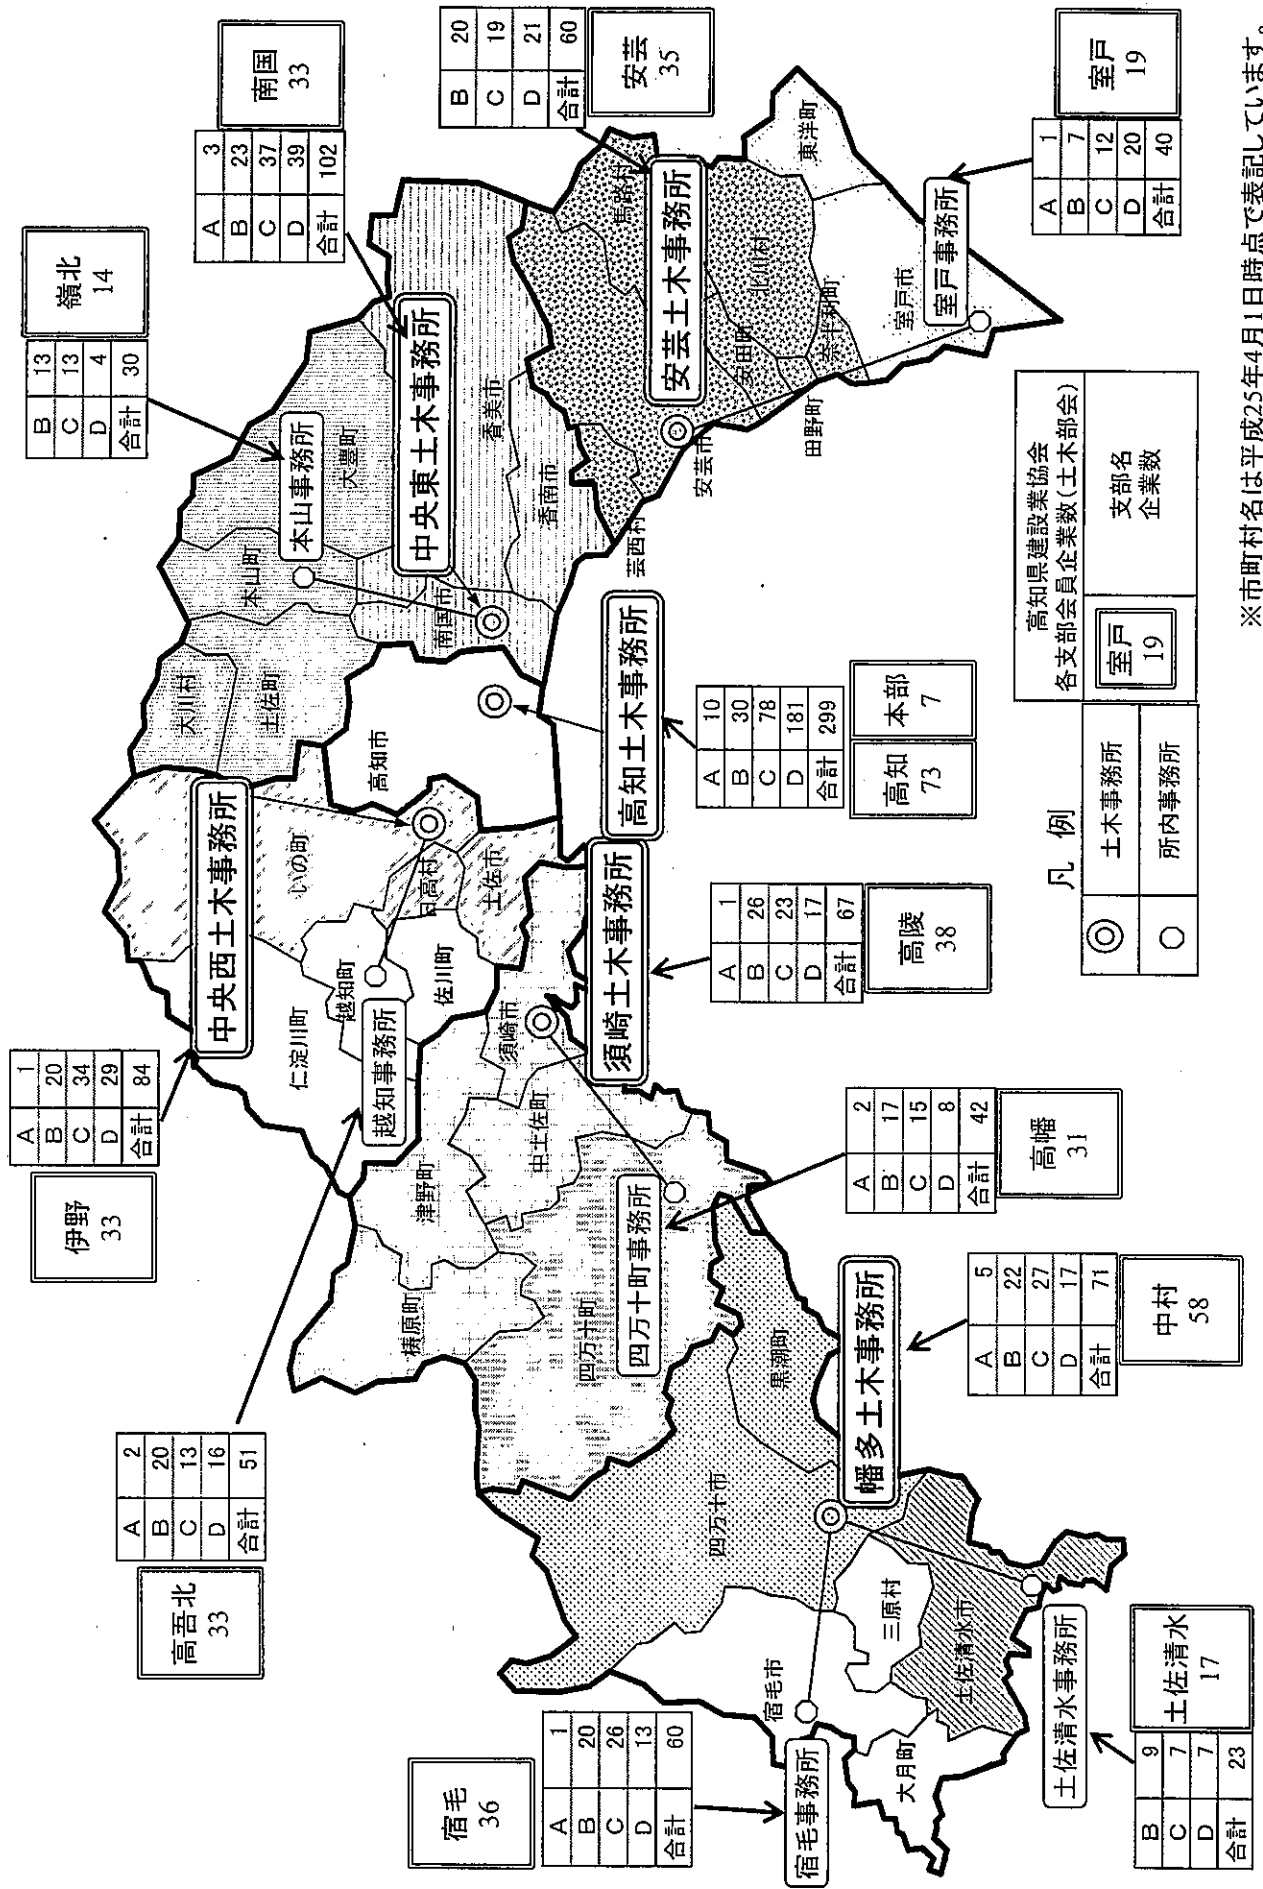 宿毛
36
A 1
B 20
C 26
D 13
合計 60
宿毛事務所
高吾北
33
A 2
B 20
C 13
D 16
合計 51
越知事務所
伊野
33
A 1
B 20
C 34
D 29
合計 84
中央西土木事務所
嶺北
14
B 13
C 13
D 4
合計 30
本山事務所
南国
33
A 3
B 23
C 37
D 39
合計 102
中央東土木事務所
B 20
C 19
D 21
合計 60
安芸
35
安芸土木事務所
A 1
B 7
C 12
D 20
合計 40
室戸
19
室戸事務所
大川村
本山町
土佐町
大豊町
いの町
高知市
南国市
香美市
香南市
芸西村
安芸市
馬路村
北川村
安田町
田野町
奈半利町
東洋町
室戸市
仁淀川町
越知町
日高村
佐川町
土佐市
須崎市
津野町
中土佐町
梼原町
四万十町
黒潮町
四万十市
宿毛市
三原村
大月町
土佐清水市
高知土木事務所
A 10
B 30
C 78
D 181
合計 299
高知
73
本部
7
須崎土木事務所
A 1
B 26
C 23
D 17
合計 67
高陵
38
四万十町事務所
A 2
B 17
C 15
D 8
合計 42
高幡
31
幡多土木事務所
A 5
B 22
C 27
D 17
合計 71
中村
58
土佐清水事務所
B 9
C 7
D 7
合計 23
土佐清水
17
凡例
◎ 土木事務所
○ 所内事務所
高知県建設業協会
各支部会員企業数(土木部会)
室戸
19
支部名
企業数
※市町村名は平成25年4月1日時点で表記しています。